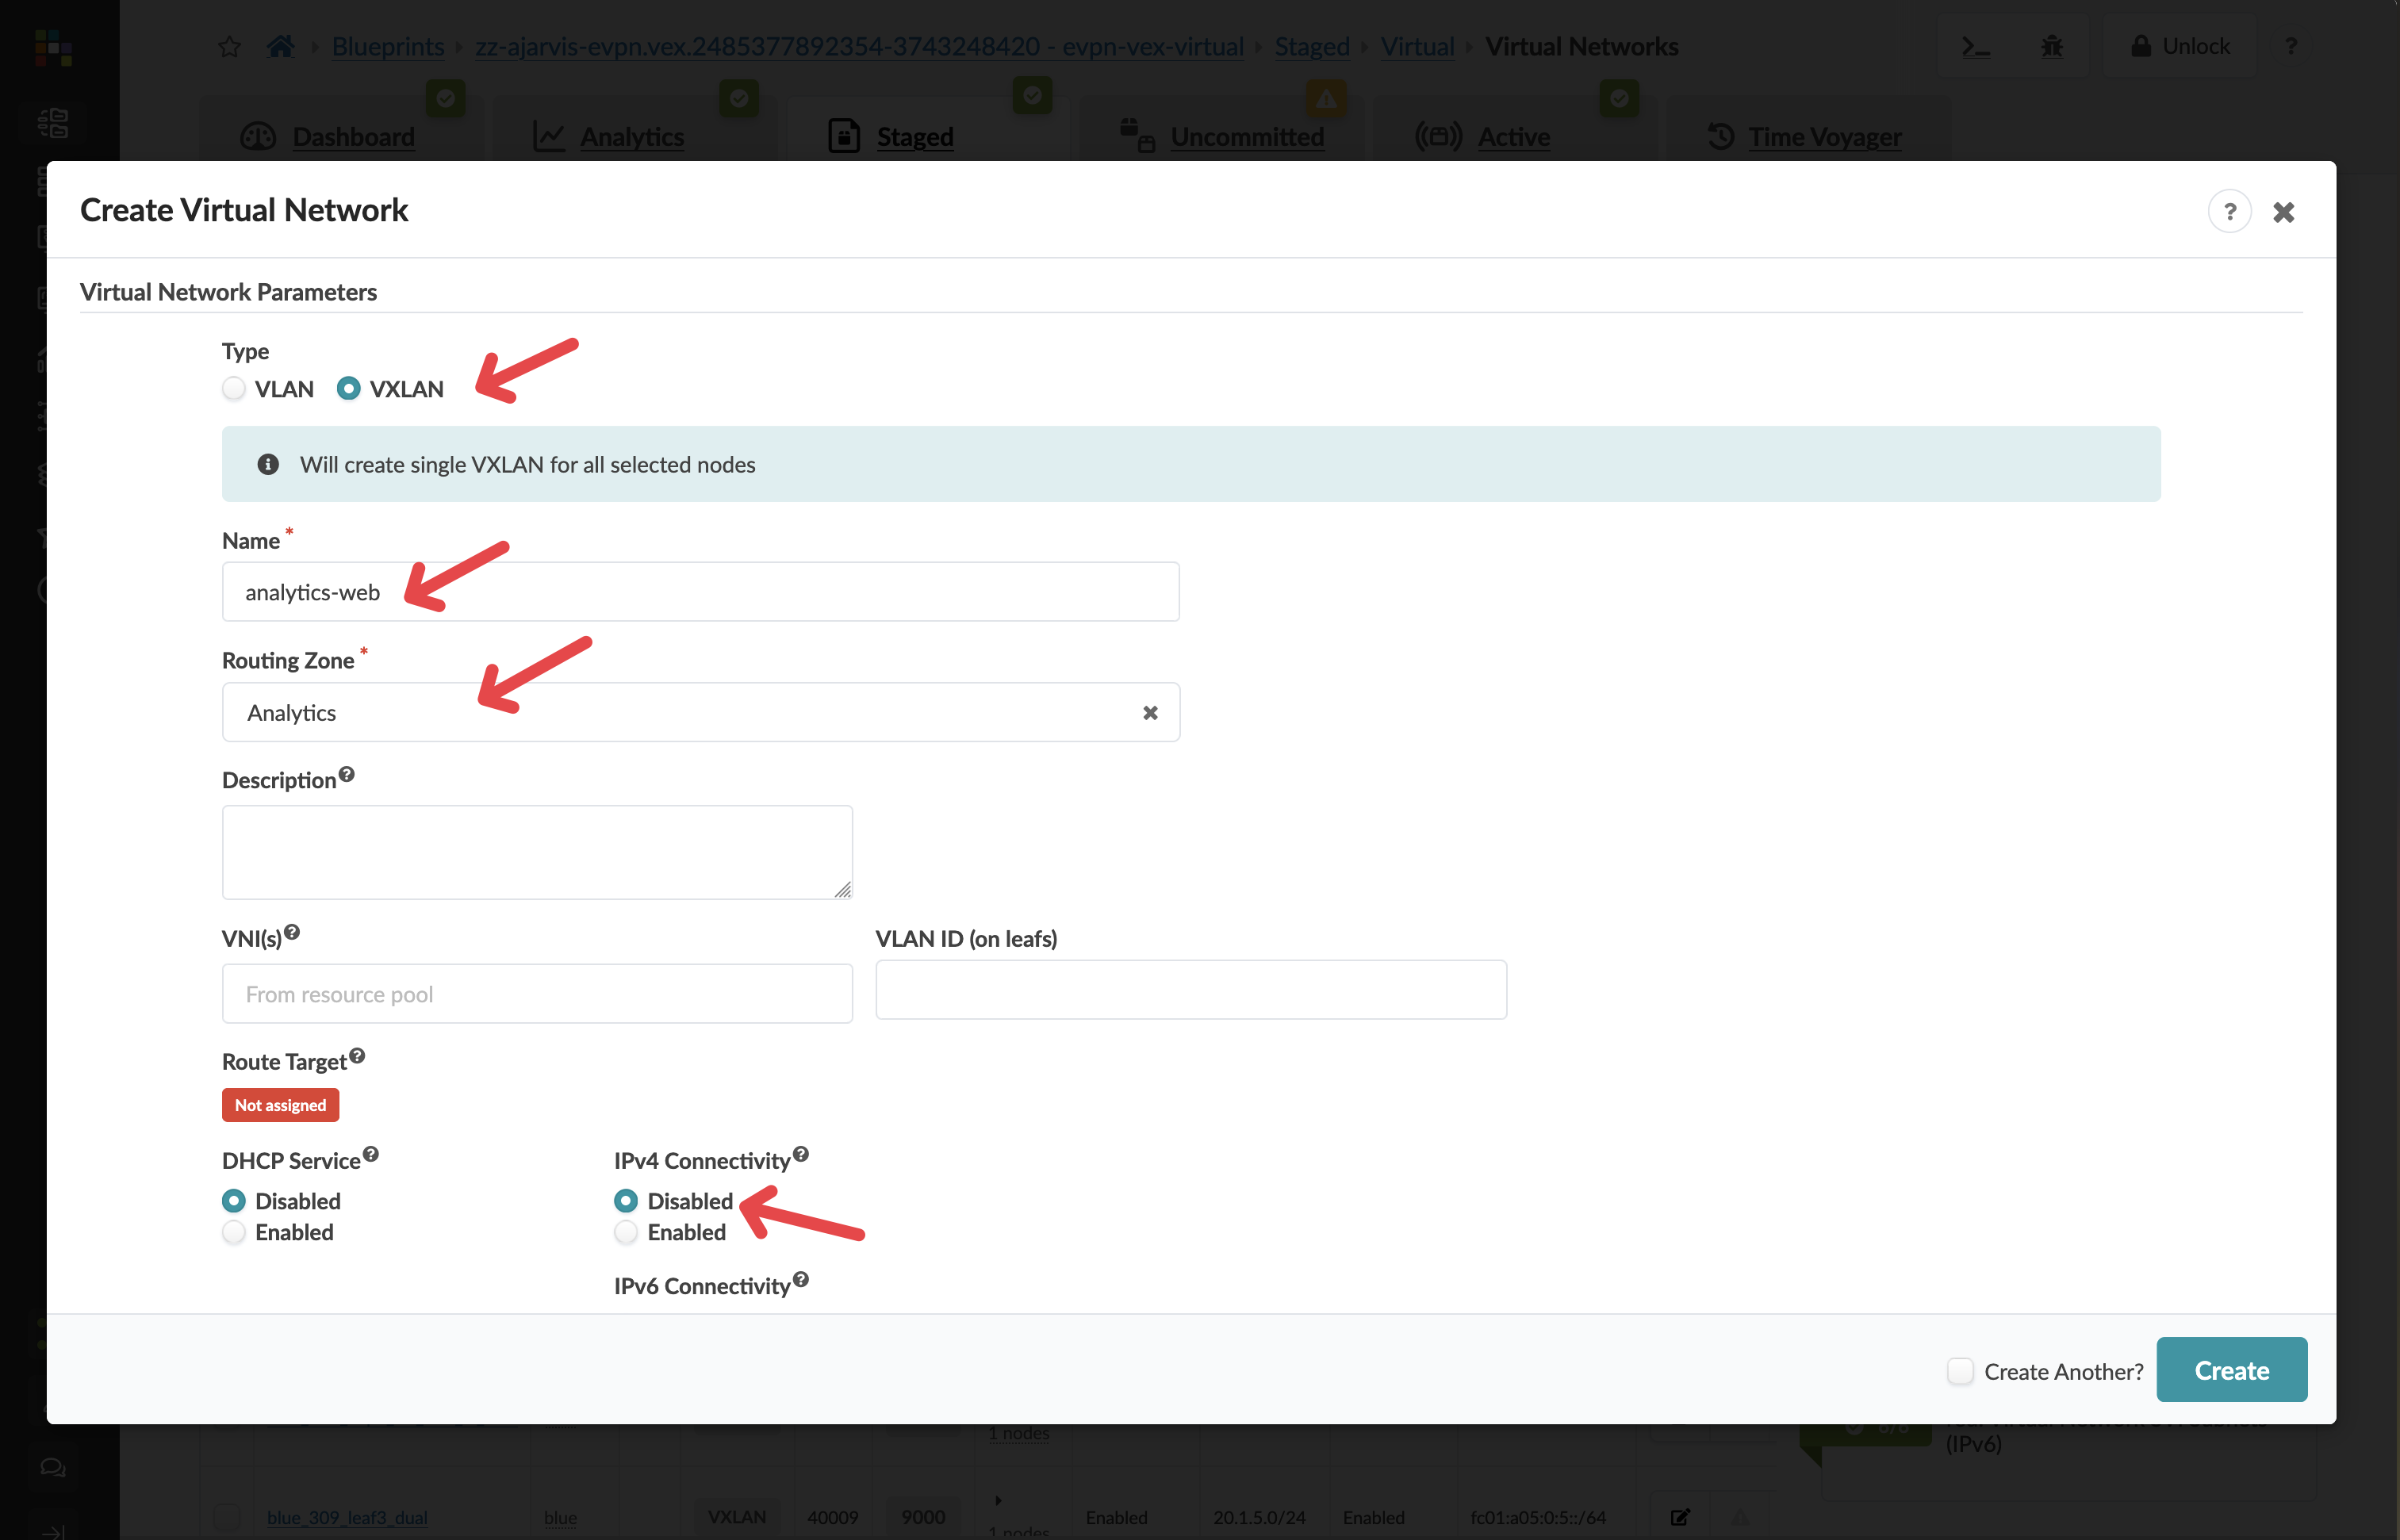 Blueprints zz-ajarvis-evpn.vex.2485377892354-3743248420 - evpn-vex-virtual Staged Virtual Virtual Networks
Unlock ?
Dashboard Analytics Staged Uncommitted Active Time Voyager
Create Virtual Network
?
Virtual Network Parameters
Type
VLAN VXLAN
Will create single VXLAN for all selected nodes
Name *
analytics-web
Routing Zone *
Analytics
Description ?
VNI(s) ? VLAN ID (on leafs)
From resource pool
Route Target ?
Not assigned
DHCP Service ? IPv4 Connectivity ?
Disabled Disabled
Enabled Enabled
IPv6 Connectivity ?
Create Another? Create
1 nodes
(IPv6)
blue_309_leaf3_dual blue VXLAN 40009 9000 1 nodes Enabled 20.1.5.0/24 Enabled fc01:a05:0:5::/64